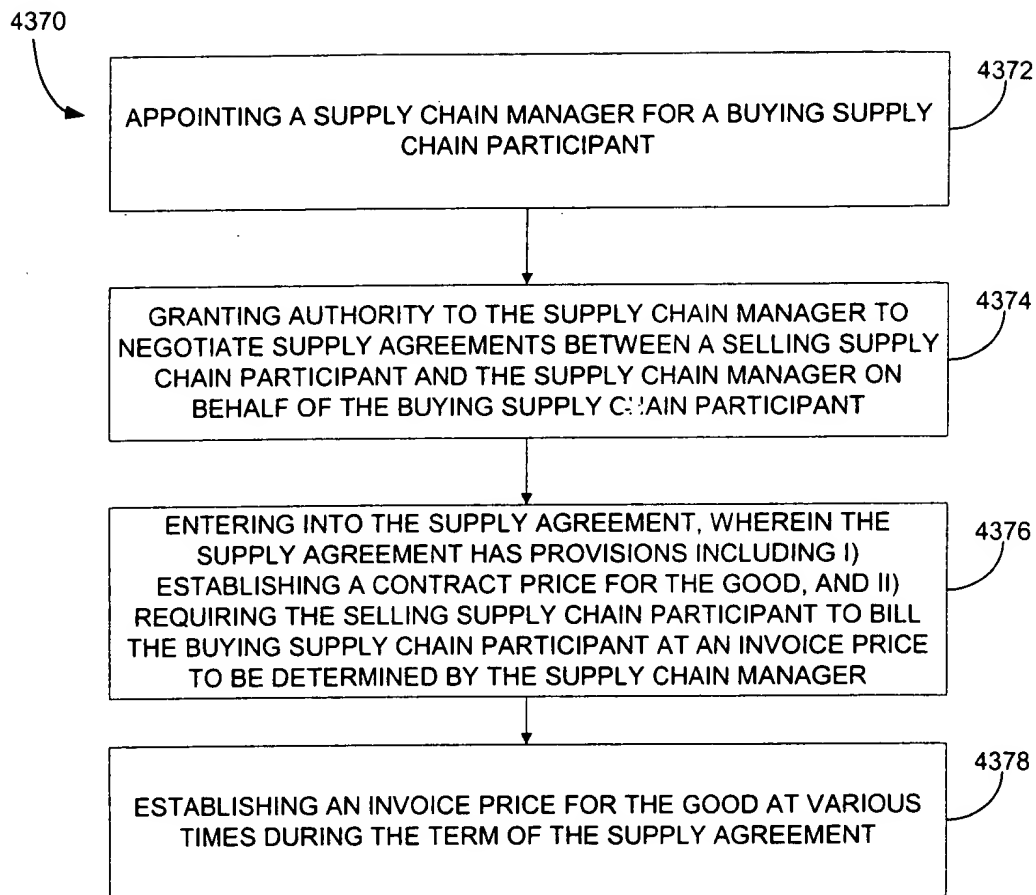 4370
4372
APPOINTING A SUPPLY CHAIN MANAGER FOR A BUYING SUPPLY
CHAIN PARTICIPANT
4374
GRANTING AUTHORITY TO THE SUPPLY CHAIN MANAGER TO
NEGOTIATE SUPPLY AGREEMENTS BETWEEN A SELLING SUPPLY
CHAIN PARTICIPANT AND THE SUPPLY CHAIN MANAGER ON
BEHALF OF THE BUYING SUPPLY CHAIN PARTICIPANT
4376
ENTERING INTO THE SUPPLY AGREEMENT, WHEREIN THE
SUPPLY AGREEMENT HAS PROVISIONS INCLUDING I)
ESTABLISHING A CONTRACT PRICE FOR THE GOOD, AND II)
REQUIRING THE SELLING SUPPLY CHAIN PARTICIPANT TO BILL
THE BUYING SUPPLY CHAIN PARTICIPANT AT AN INVOICE PRICE
TO BE DETERMINED BY THE SUPPLY CHAIN MANAGER
4378
ESTABLISHING AN INVOICE PRICE FOR THE GOOD AT VARIOUS
TIMES DURING THE TERM OF THE SUPPLY AGREEMENT